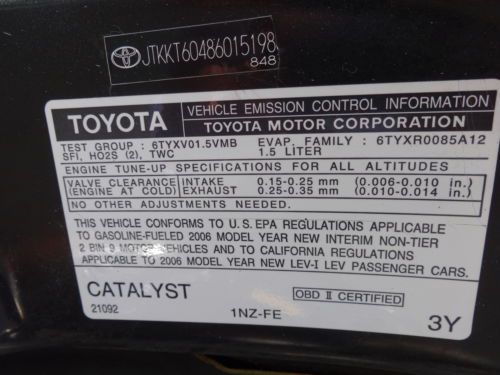 JTKKT60486015198
848
TOYOTA
VEHICLE EMISSION CONTROL INFORMATION
TOYOTA MOTOR CORPORATION
TEST GROUP : 6TYXV01.5VMB EVAP. FAMILY : 6TYXR0085A12
SFI, HO2S (2), TWC 1.5 LITER
ENGINE TUNE-UP SPECIFICATIONS FOR ALL ALTITUDES
VALVE CLEARANCE INTAKE 0.15-0.25 mm (0.006-0.010 in.)
(ENGINE AT COLD) EXHAUST 0.25-0.35 mm (0.010-0.014 in.)
NO OTHER ADJUSTMENTS NEEDED.
THIS VEHICLE CONFORMS TO U.S. EPA REGULATIONS APPLICABLE
TO GASOLINE-FUELED 2006 MODEL YEAR NEW INTERIM NON-TIER
2 BIN 9 MOTOR VEHICLES AND TO CALIFORNIA REGULATIONS
APPLICABLE TO 2006 MODEL YEAR NEW LEV-I LEV PASSENGER CARS.
CATALYST
OBD II CERTIFIED
21092
1NZ-FE
3Y